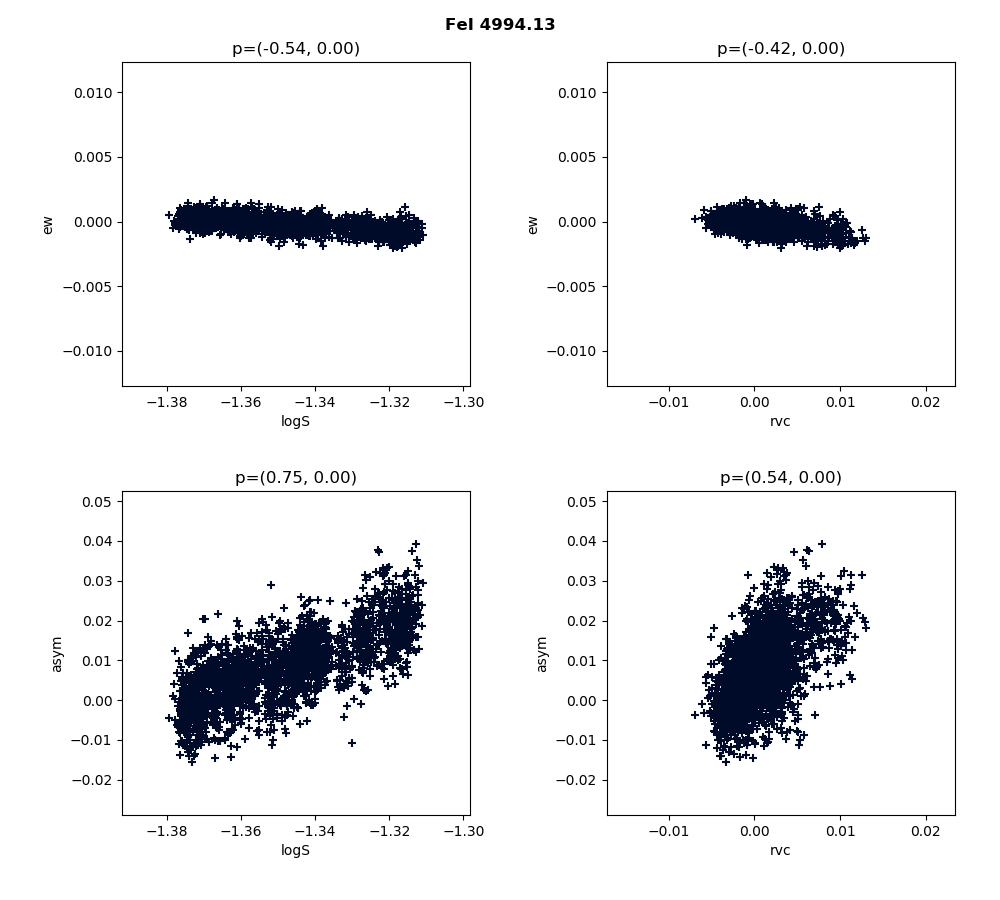 FeI 4994.13
p=(-0.54, 0.00)
0.010
0.005
0.000
−0.005
−0.010
ew
−1.38 −1.36 −1.34 −1.32 −1.30
logS
p=(-0.42, 0.00)
0.010
0.005
0.000
−0.005
−0.010
ew
−0.01 0.00 0.01 0.02
rvc
p=(0.75, 0.00)
0.05
0.04
0.03
0.02
0.01
0.00
−0.01
−0.02
asym
−1.38 −1.36 −1.34 −1.32 −1.30
logS
p=(0.54, 0.00)
0.05
0.04
0.03
0.02
0.01
0.00
−0.01
−0.02
asym
−0.01 0.00 0.01 0.02
rvc